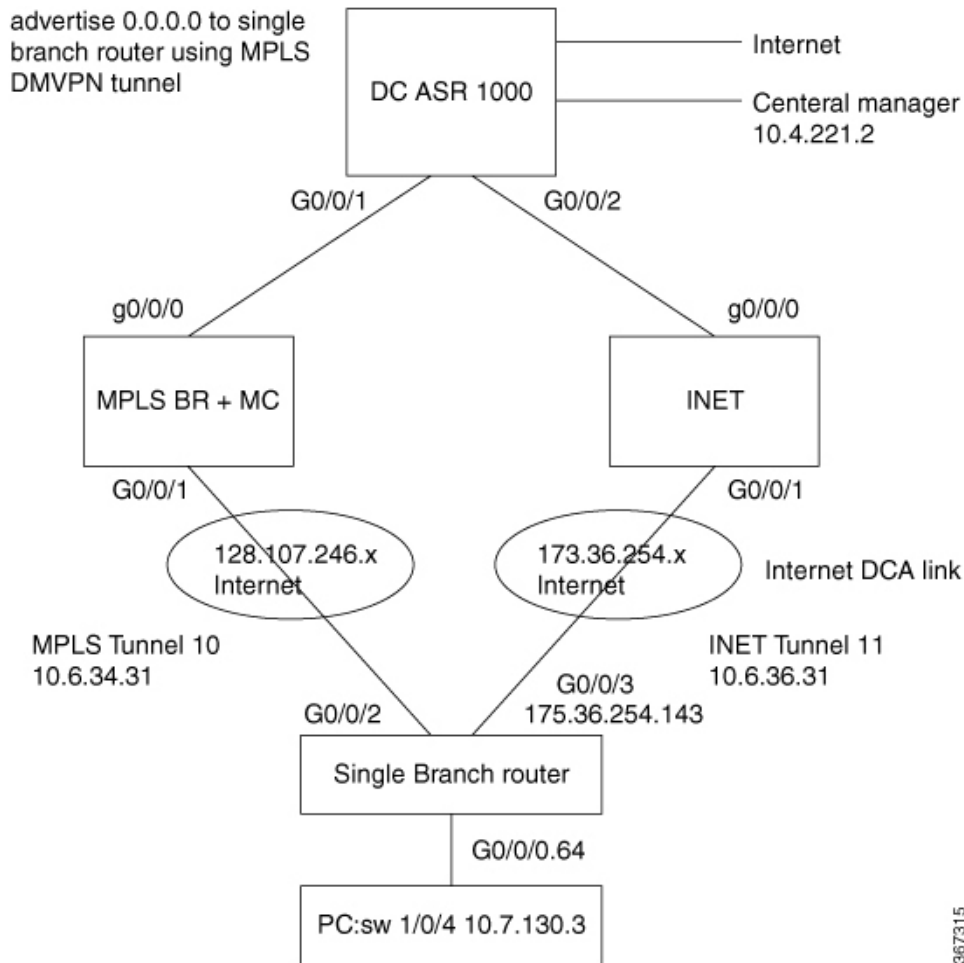 advertise 0.0.0.0 to single
branch router using MPLS
DMVPN tunnel
DC ASR 1000
Internet
Centeral manager
10.4.221.2
G0/0/1
G0/0/2
g0/0/0
g0/0/0
MPLS BR + MC
INET
G0/0/1
G0/0/1
128.107.246.x
Internet
173.36.254.x
Internet
Internet DCA link
MPLS Tunnel 10
10.6.34.31
INET Tunnel 11
10.6.36.31
G0/0/2
G0/0/3
175.36.254.143
Single Branch router
G0/0/0.64
PC:sw 1/0/4 10.7.130.3
367315